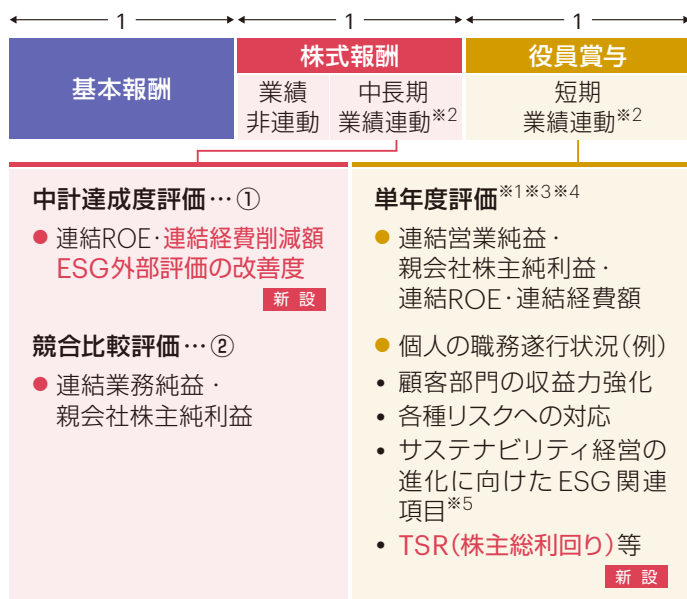 1 1 1
基本報酬
株式報酬
業績
非連動
中長期
業績連動※2
役員賞与
短期
業績連動※2
中計達成度評価…①
● 連結ROE・連結経費削減額
ESG外部評価の改善度
新設
競合比較評価…②
● 連結業務純益・
親会社株主純利益
単年度評価※1※3※4
● 連結営業純益・
親会社株主純利益・
連結ROE・連結経費額
● 個人の職務遂行状況（例）
• 顧客部門の収益力強化
• 各種リスクへの対応
• サステナビリティ経営の
進化に向けたESG関連
項目※5
• TSR（株主総利回り）等
新設